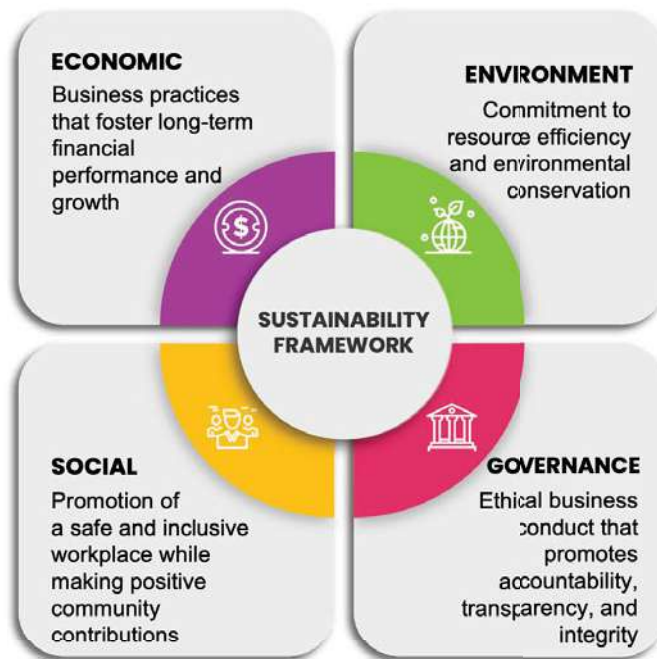 ECONOMIC
Business practices
that foster long-term
financial
performance and
growth
ENVIRONMENT
Commitment to
resource efficiency
and environmental
conservation
SUSTAINABILITY
FRAMEWORK
SOCIAL
Promotion of
a safe and inclusive
workplace while
making positive
community
contributions
GOVERNANCE
Ethical business
conduct that
promotes
accountability,
transparency, and
integrity